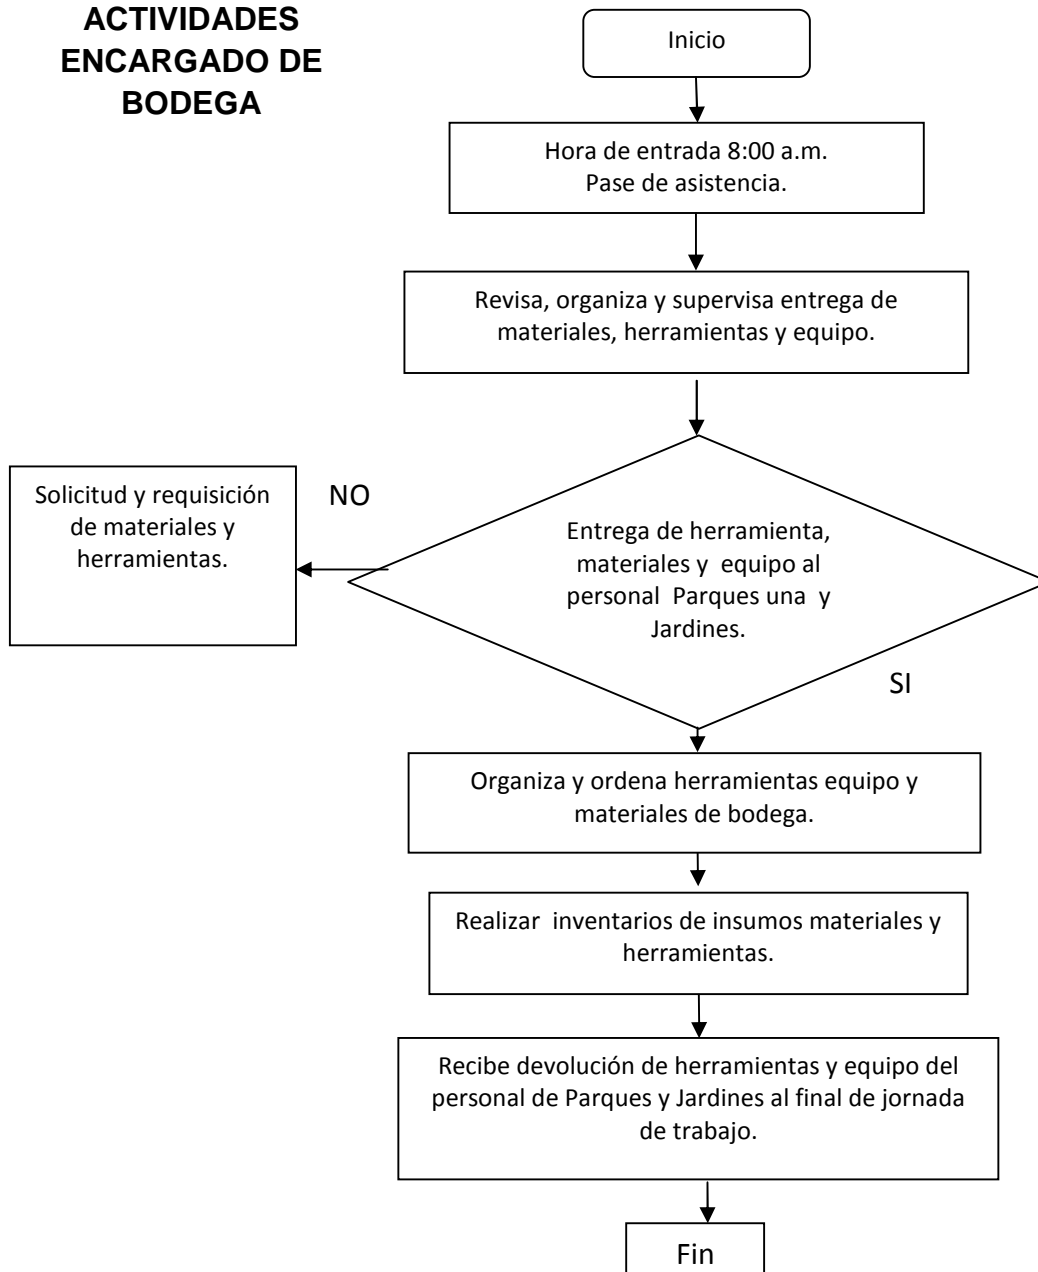 ACTIVIDADES
ENCARGADO DE
BODEGA
Inicio
Hora de entrada 8:00 a.m.
Pase de asistencia.
Revisa, organiza y supervisa entrega de
materiales, herramientas y equipo.
Solicitud y requisición
de materiales y
herramientas.
NO
Entrega de herramienta,
materiales y equipo al
personal Parques una y
Jardines.
SI
Organiza y ordena herramientas equipo y
materiales de bodega.
Realizar inventarios de insumos materiales y
herramientas.
Recibe devolución de herramientas y equipo del
personal de Parques y Jardines al final de jornada
de trabajo.
Fin